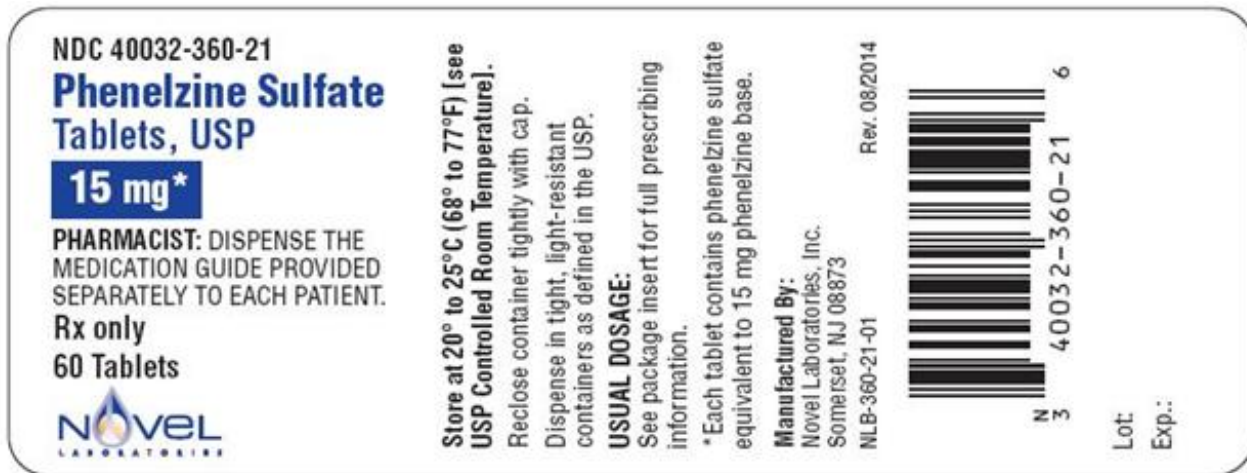 NDC 40032-360-21
Phenelzine Sulfate
Tablets, USP
15 mg*
PHARMACIST: DISPENSE THE
MEDICATION GUIDE PROVIDED
SEPARATELY TO EACH PATIENT.
Rx only
60 Tablets
NOVEL
LABORATORIES
Store at 20° to 25°C (68° to 77°F) [see
USP Controlled Room Temperature].
Reclose container tightly with cap.
Dispense in tight, light-resistant
containers as defined in the USP.
USUAL DOSAGE:
See package insert for full prescribing
information.
*Each tablet contains phenelzine sulfate
equivalent to 15 mg phenelzine base.
Manufactured By:
Novel Laboratories, Inc.
Somerset, NJ 08873
NLB-360-21-01 Rev. 08/2014
N
3 40032-360-21 6
Lot:
Exp.: